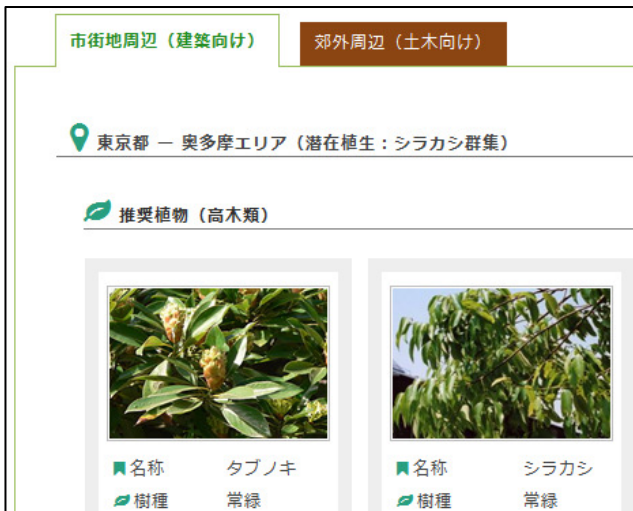 市街地周辺（建築向け）
郊外周辺（土木向け）
東京都 － 奥多摩エリア（潜在植生：シラカシ群集）
推奨植物（高木類）
名称 タブノキ
樹種 常緑
名称 シラカシ
樹種 常緑